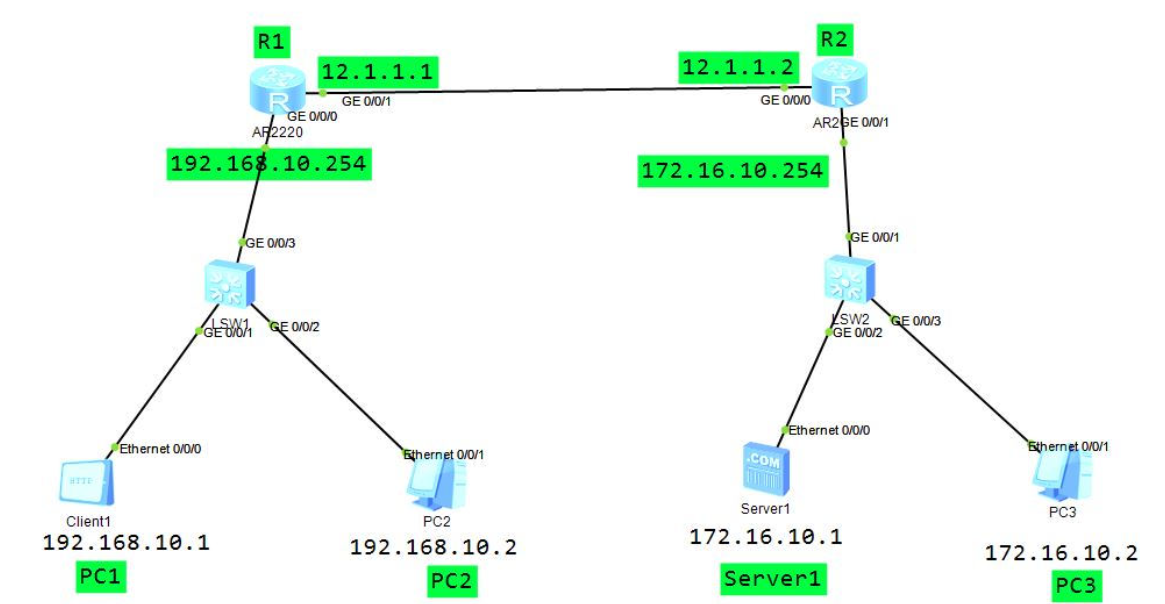 R1
R2
12.1.1.1
12.1.1.2
R
GE 0/0/1
GE 0/0/0
R
GE 0/0/0
AR2220
GE 0/0/1
192.168.10.254
172.16.10.254
GE 0/0/3
GE 0/0/1
LSW1
GE 0/0/1
GE 0/0/2
LSW2
GE 0/0/2
GE 0/0/3
Ethernet 0/0/0
Ethernet 0/0/1
Ethernet 0/0/0
Ethernet 0/0/1
HTTP
.COM
Client1
PC2
Server1
PC3
192.168.10.1
192.168.10.2
172.16.10.1
172.16.10.2
PC1
PC2
Server1
PC3